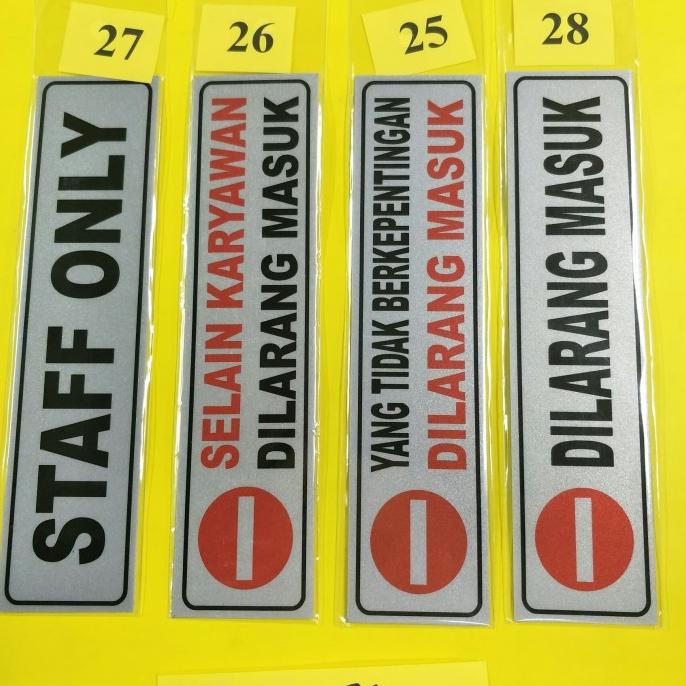 27
STAFF ONLY
26
SELAIN KARYAWAN
DILARANG MASUK
25
YANG TIDAK BERKEPENTINGAN
DILARANG MASUK
28
DILARANG MASUK